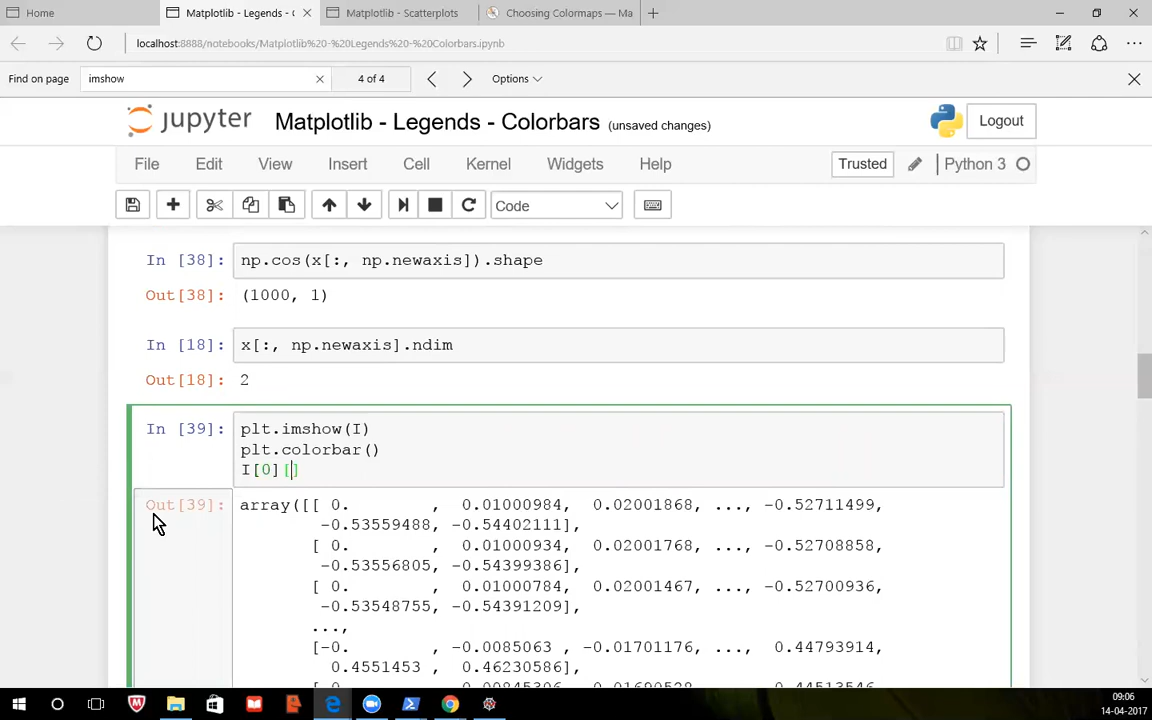 Home
Matplotlib - Legends - C
Matplotlib - Scatterplots
Choosing Colormaps — Ma
localhost:8888/notebooks/Matplotlib%20-%20Legends%20-%20Colorbars.ipynb
Find on page
imshow
4 of 4
Options
jupyter
Matplotlib - Legends - Colorbars (unsaved changes)
Logout
File Edit View Insert Cell Kernel Widgets Help
Trusted
Python 3
Code
In [38]: np.cos(x[:, np.newaxis]).shape
Out[38]: (1000, 1)
In [18]: x[:, np.newaxis].ndim
Out[18]: 2
In [39]: plt.imshow(I)
plt.colorbar()
I[0][]
Out[39]: array([[ 0. , 0.01000984, 0.02001868, ..., -0.52711499,
-0.53559488, -0.54402111],
[ 0. , 0.01000934, 0.02001768, ..., -0.52708858,
-0.53556805, -0.54399386],
[ 0. , 0.01000784, 0.02001467, ..., -0.52700936,
-0.53548755, -0.54391209],
...,
[-0. , -0.0085063 , -0.01701176, ..., 0.44793914,
0.4551453 , 0.46230586],
09:06
14-04-2017